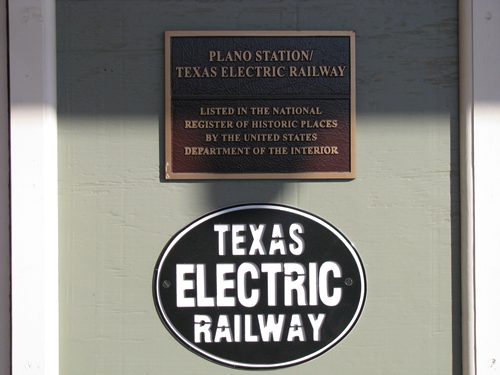 PLANO STATION/
TEXAS ELECTRIC RAILWAY
LISTED IN THE NATIONAL
REGISTER OF HISTORIC PLACES
BY THE UNITED STATES
DEPARTMENT OF THE INTERIOR
TEXAS
ELECTRIC
RAILWAY